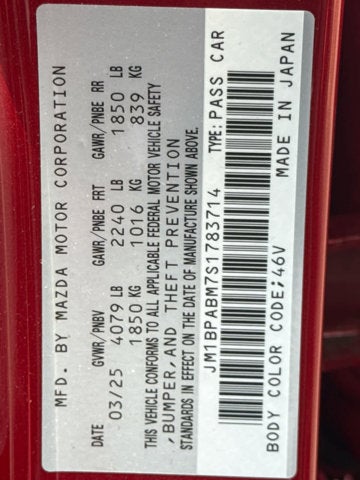 MFD. BY MAZDA MOTOR CORPORATION
DATE GVWR/PNBV GAWR/PNBE FRT GAWR/PNBE RR
03/25 4079 LB 2240 LB 1850 LB
1850 KG 1016 KG 839 KG
THIS VEHICLE CONFORMS TO ALL APPLICABLE FEDERAL MOTOR VEHICLE SAFETY
,BUMPER,AND THEFT PREVENTION
STANDARDS IN EFFECT ON THE DATE OF MANUFACTURE SHOWN ABOVE.
JM1BPABM7S1783714 TYPE: PASS CAR
BODY COLOR CODE;46V MADE IN JAPAN